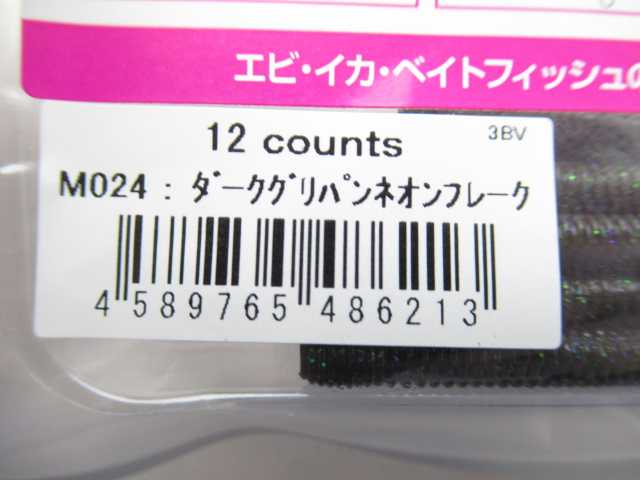 エビ・イカ・ベイトフィッシュの
12 counts
3BV
M024 : ダークグリパンネオンフレーク
4 589765 486213